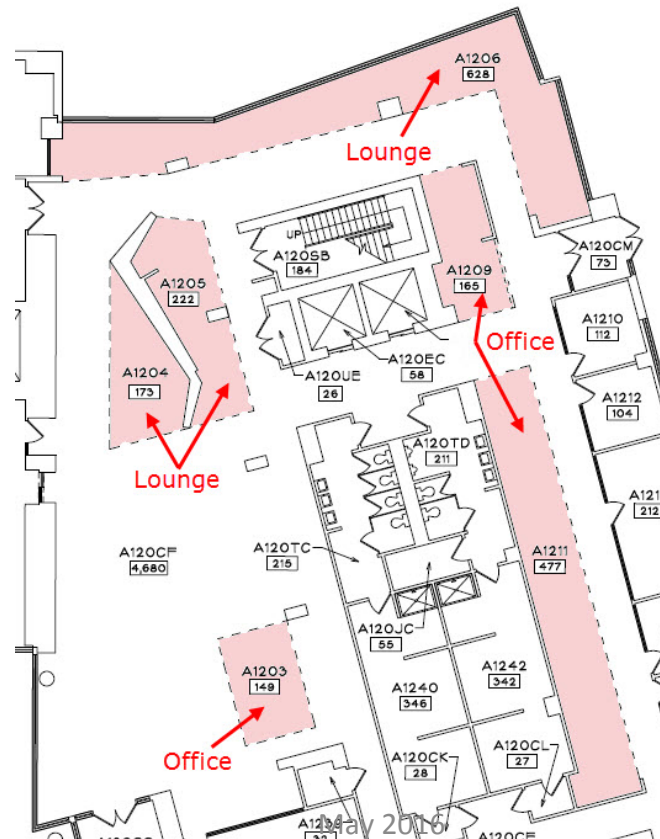 A1206
628
Lounge
UP
A120SB
184
A1209
165
A120CM
73
A1205
222
A1210
112
Office
A120EC
58
A1204
173
A120UE
26
A1212
104
A120TD
211
Lounge
212
A120CF
4,680
A120TC
215
A1211
477
A120JC
55
A1203
149
A1242
342
A1240
346
Office
A120CK
28
A120CL
27
May 2016